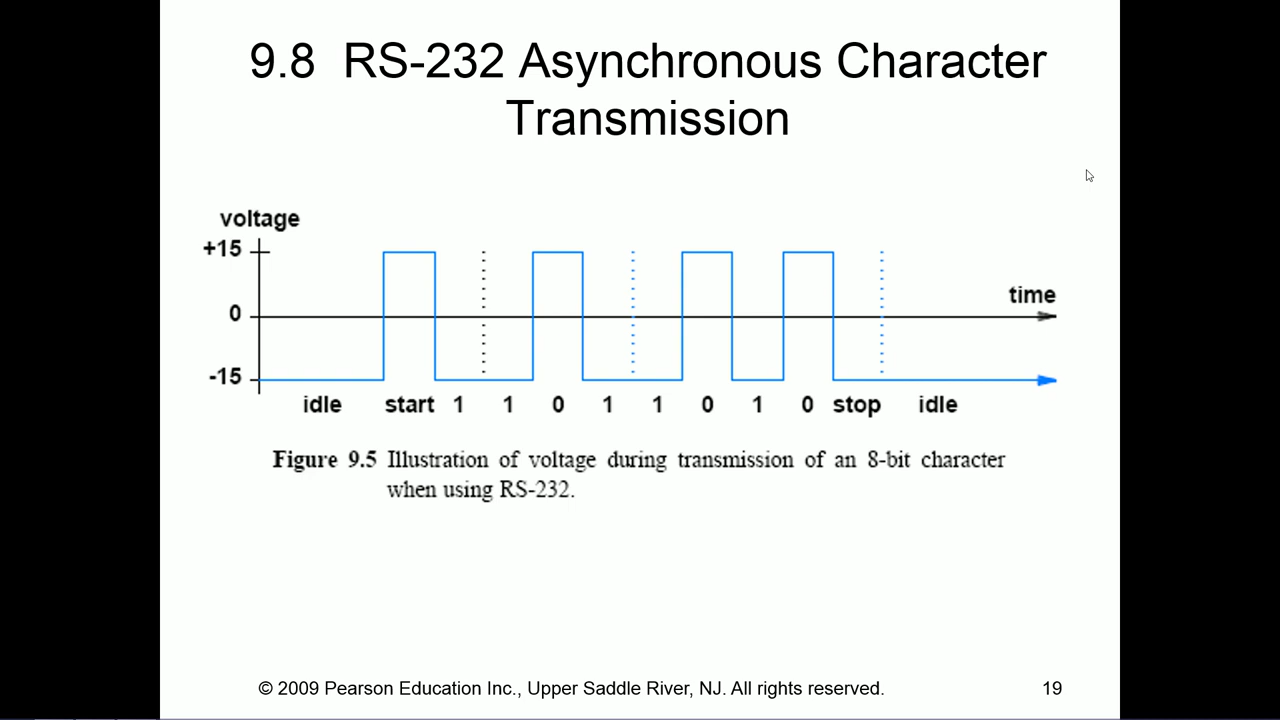 9.8 RS-232 Asynchronous Character
Transmission
voltage
+15
time
0
-15
idle start 1 1 0 1 1 0 1 0 stop idle
Figure 9.5 Illustration of voltage during transmission of an 8-bit character
when using RS-232.
© 2009 Pearson Education Inc., Upper Saddle River, NJ. All rights reserved.
19